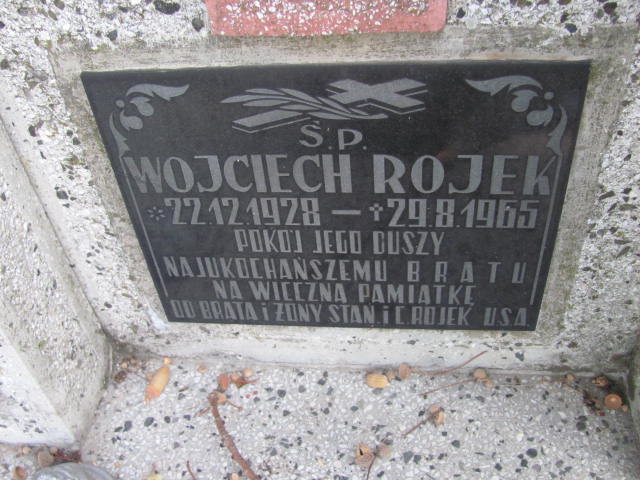 Ś.P.
WOJCIECH ROJEK
*22.12.1928 — †29.8.1965
POKÓJ JEGO DUSZY
NAJUKOCHAŃSZEMU BRATU
NA WIECZNĄ PAMIĄTKĘ
OD BRATA i ŻONY STAN i C. ROJEK U.S.A.